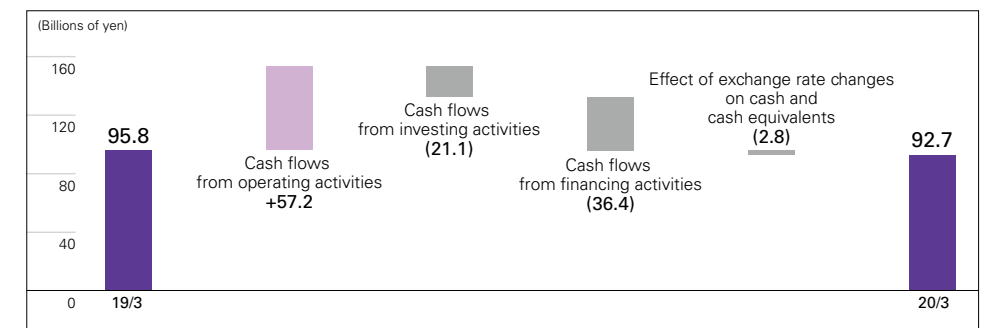 (Billions of yen)
160
120
80
40
0
95.8
19/3
Cash flows
from operating activities
+57.2
Cash flows
from investing activities
(21.1)
Cash flows
from financing activities
(36.4)
Effect of exchange rate changes
on cash and
cash equivalents
(2.8)
92.7
20/3